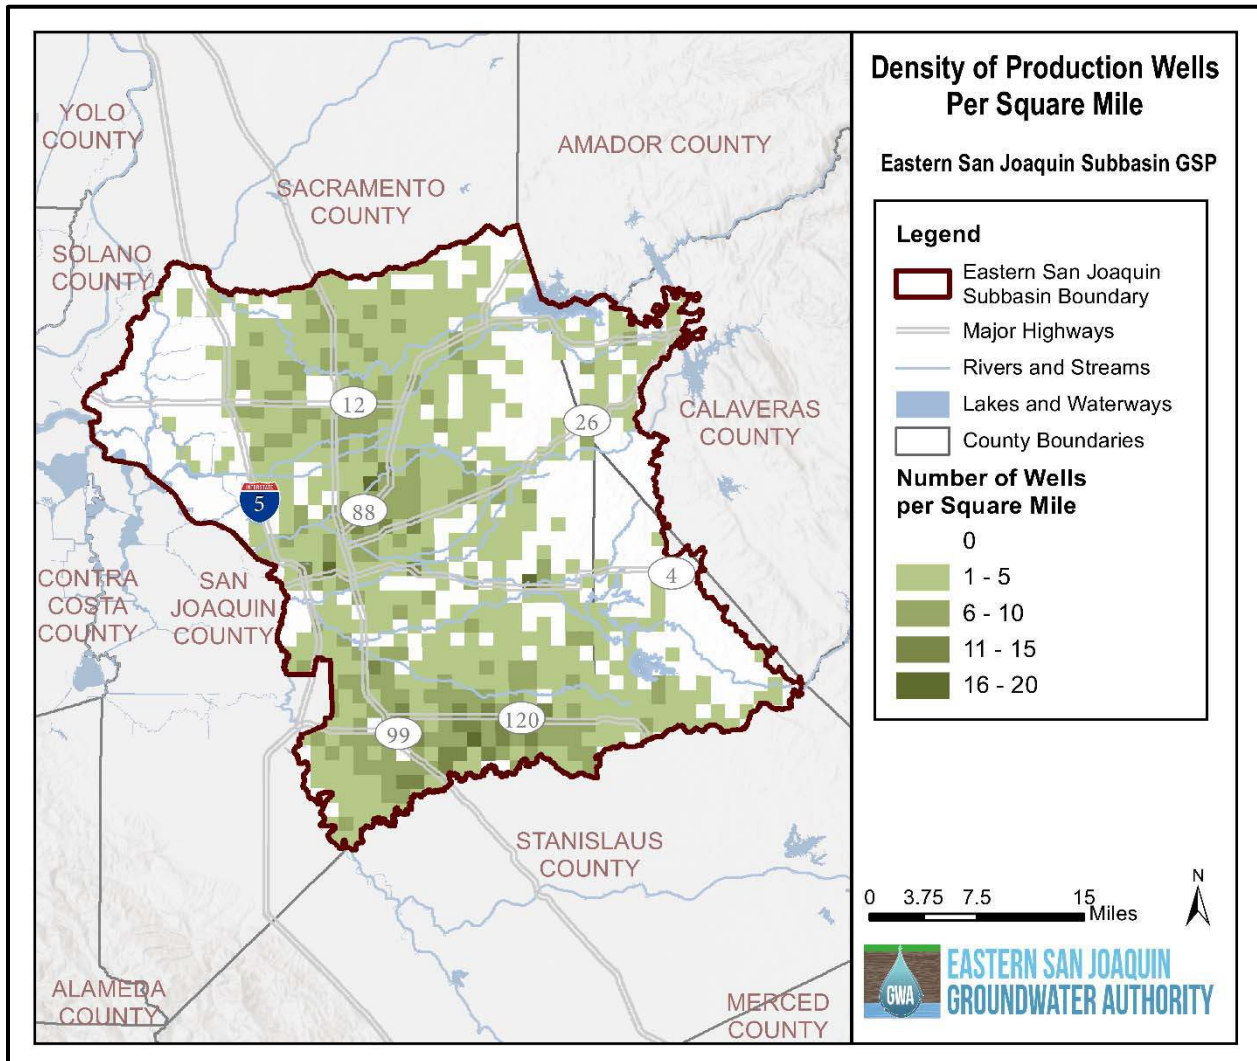 YOLO
COUNTY
AMADOR COUNTY
SACRAMENTO
COUNTY
SOLANO
COUNTY
12
26
CALAVERAS
COUNTY
INTERSTATE
5
88
CONTRA
COSTA
COUNTY
SAN
JOAQUIN
COUNTY
4
120
99
STANISLAUS
COUNTY
ALAMEDA
COUNTY
MERCED
COUNTY
Density of Production Wells
Per Square Mile
Eastern San Joaquin Subbasin GSP
Legend
Eastern San Joaquin
Subbasin Boundary
Major Highways
Rivers and Streams
Lakes and Waterways
County Boundaries
Number of Wells
per Square Mile
0
1 - 5
6 - 10
11 - 15
16 - 20
N
0 3.75 7.5 15
Miles
GWA
EASTERN SAN JOAQUIN
GROUNDWATER AUTHORITY